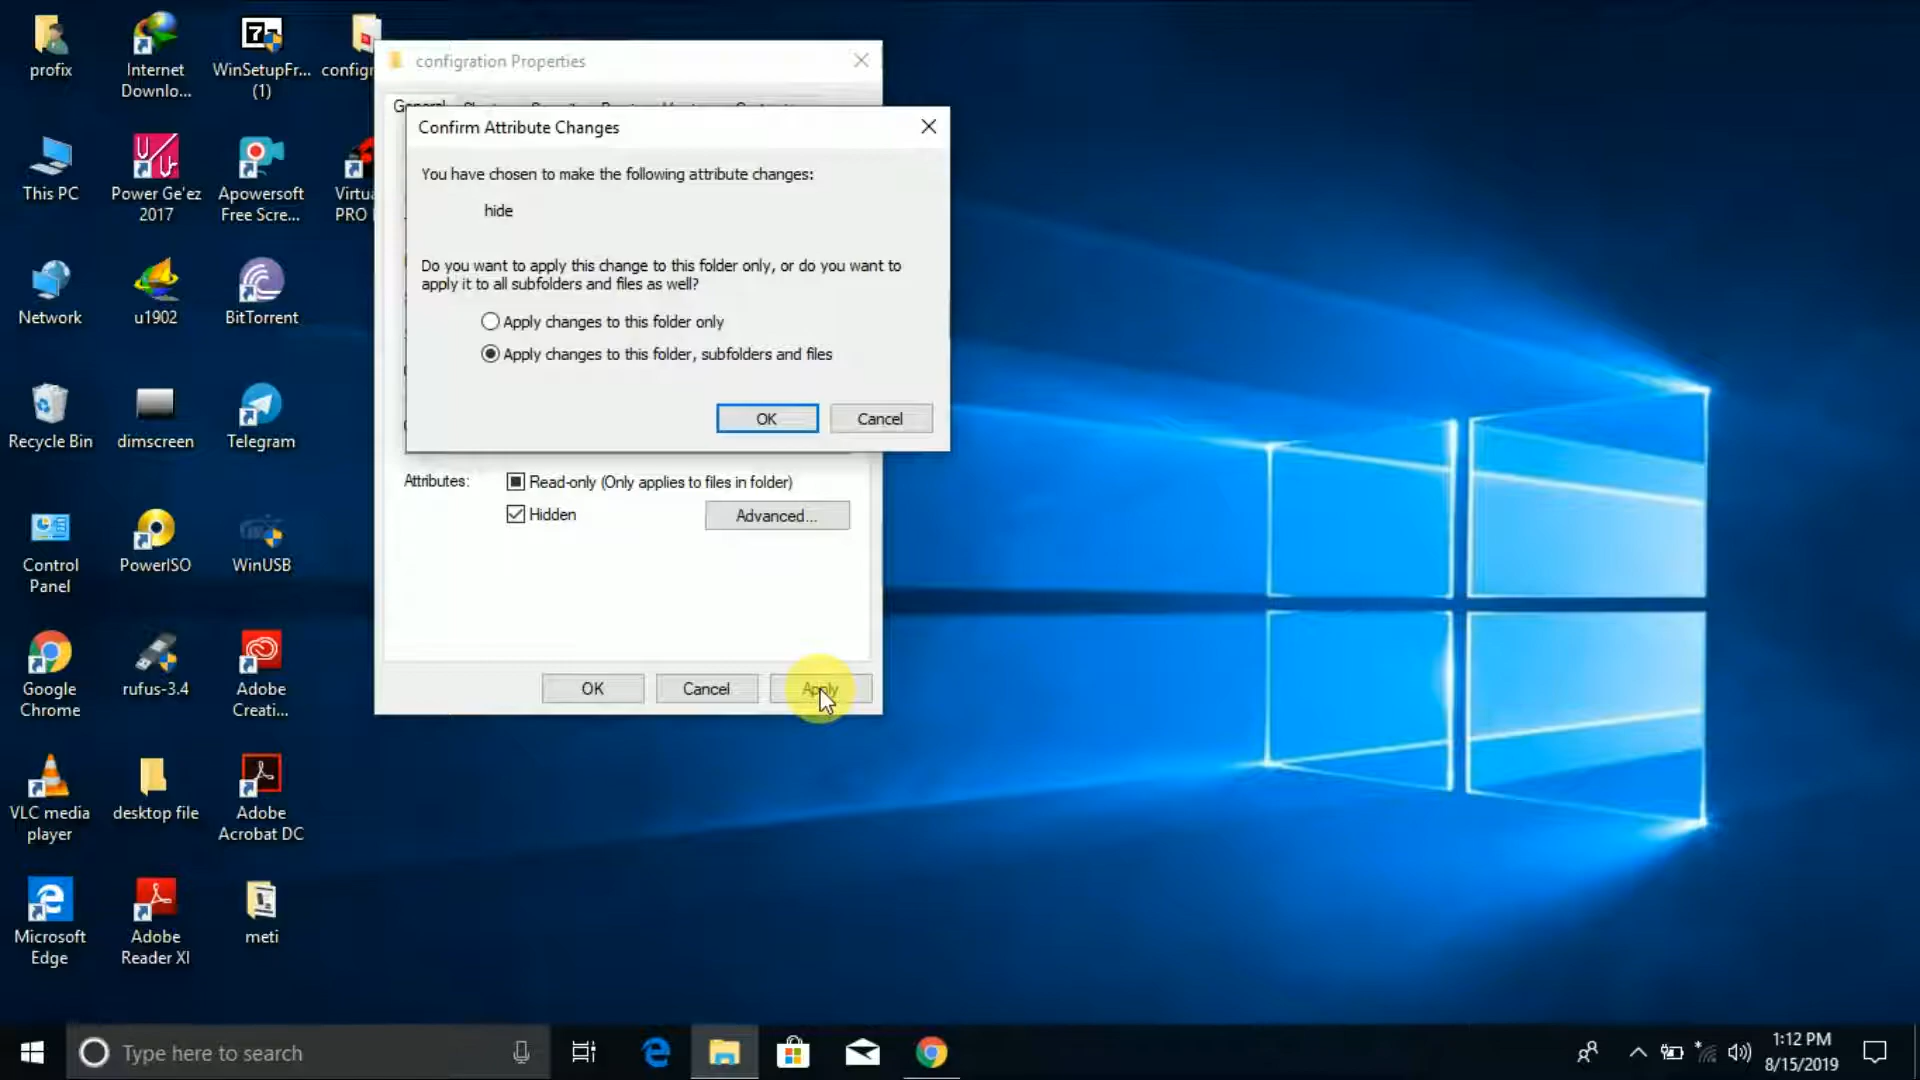 profix
Internet
Downlo...
WinSetupFr...
(1)
configr
This PC
Power Ge'ez
2017
Apowersoft
Free Scre...
Virtua
PRO
Network
u1902
BitTorrent
Recycle Bin
dimscreen
Telegram
Control
Panel
PowerISO
WinUSB
Google
Chrome
rufus-3.4
Adobe
Creati...
VLC media
player
desktop file
Adobe
Acrobat DC
Microsoft
Edge
Adobe
Reader XI
meti
configration Properties
General
Confirm Attribute Changes
You have chosen to make the following attribute changes:
hide
Do you want to apply this change to this folder only, or do you want to
apply it to all subfolders and files as well?
Apply changes to this folder only
Apply changes to this folder, subfolders and files
OK Cancel
Attributes: Read-only (Only applies to files in folder)
Hidden Advanced...
OK Cancel Apply
Type here to search
1:12 PM
8/15/2019